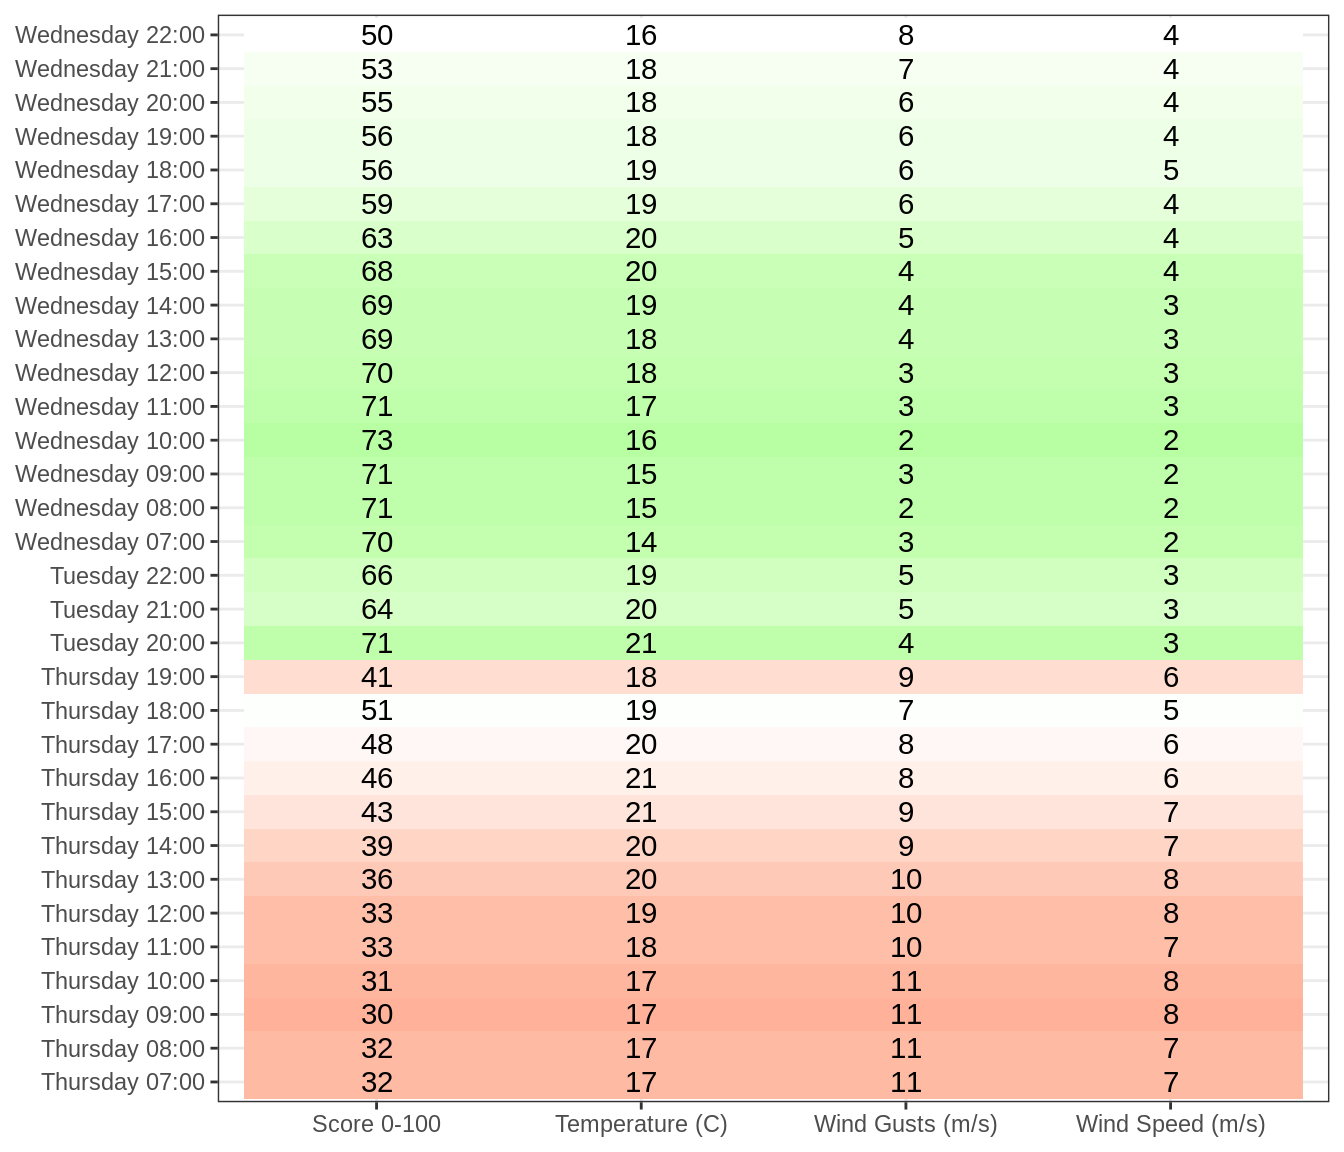 Wednesday 22:00 50 16 8 4
Wednesday 21:00 53 18 7 4
Wednesday 20:00 55 18 6 4
Wednesday 19:00 56 18 6 4
Wednesday 18:00 56 19 6 5
Wednesday 17:00 59 19 6 4
Wednesday 16:00 63 20 5 4
Wednesday 15:00 68 20 4 4
Wednesday 14:00 69 19 4 3
Wednesday 13:00 69 18 4 3
Wednesday 12:00 70 18 3 3
Wednesday 11:00 71 17 3 3
Wednesday 10:00 73 16 2 2
Wednesday 09:00 71 15 3 2
Wednesday 08:00 71 15 2 2
Wednesday 07:00 70 14 3 2
Tuesday 22:00 66 19 5 3
Tuesday 21:00 64 20 5 3
Tuesday 20:00 71 21 4 3
Thursday 19:00 41 18 9 6
Thursday 18:00 51 19 7 5
Thursday 17:00 48 20 8 6
Thursday 16:00 46 21 8 6
Thursday 15:00 43 21 9 7
Thursday 14:00 39 20 9 7
Thursday 13:00 36 20 10 8
Thursday 12:00 33 19 10 8
Thursday 11:00 33 18 10 7
Thursday 10:00 31 17 11 8
Thursday 09:00 30 17 11 8
Thursday 08:00 32 17 11 7
Thursday 07:00 32 17 11 7
Score 0-100 Temperature (C) Wind Gusts (m/s) Wind Speed (m/s)